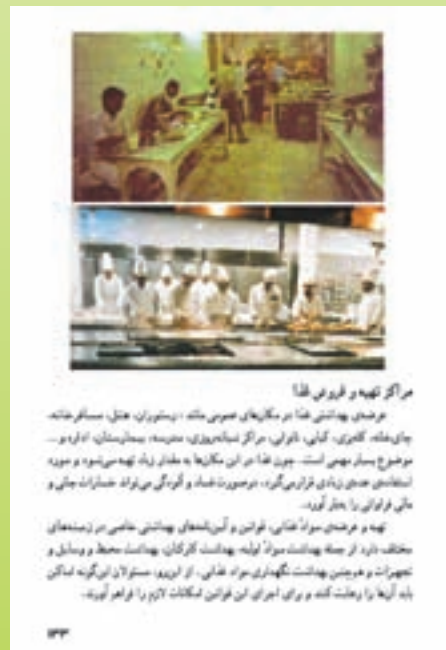 مراکز تهیه و فروش غذا
عرضه‌ی بهداشتی غذا در مکان‌های عمومی مانند : رستوران، هتل، مسافرخانه،
چای‌خانه، کله‌پزی، کبابی، نانوایی، مراکز شبانه‌روزی، مدرسه، بیمارستان، اداره و...
موضوع بسیار مهمی است. چون غذا در این مکان‌ها به مقدار زیاد تهیه می‌شود و مورد
استفاده‌ی عده‌ی زیادی قرار می‌گیرد، درصورت فساد و آلودگی می‌تواند خسارات جانی و
مالی فراوانی را به‌بار آورد.
تهیه و عرضه‌ی مواد غذایی، قوانین و آیین‌نامه‌های بهداشتی خاصی در زمینه‌های
مختلف دارد از جمله بهداشت مواد اولیه، بهداشت کارکنان، بهداشت محیط و وسایل و
تجهیزات و هم‌چنین بهداشت نگهداری مواد غذایی. از این‌رو، مسئولان این‌گونه اماکن
باید آن‌ها را رعایت کنند و برای اجرای این قوانین امکانات لازم را فراهم آورند.
۱۳۳